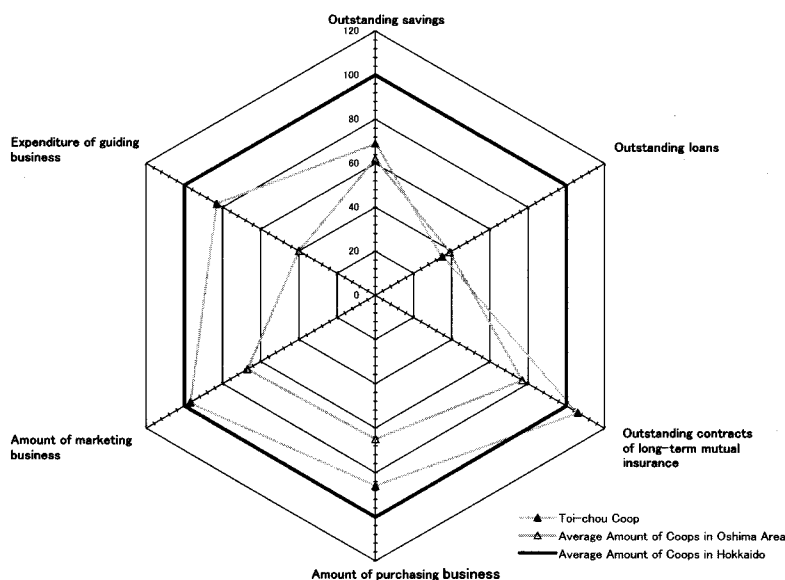 Outstanding savings
120
100
80
60
40
20
0
Expenditure of guiding
business
Outstanding loans
Amount of marketing
business
Outstanding contracts
of long-term mutual
insurance
Amount of purchasing business
Toi-chou Coop
Average Amount of Coops in Oshima Area
Average Amount of Coops in Hokkaido